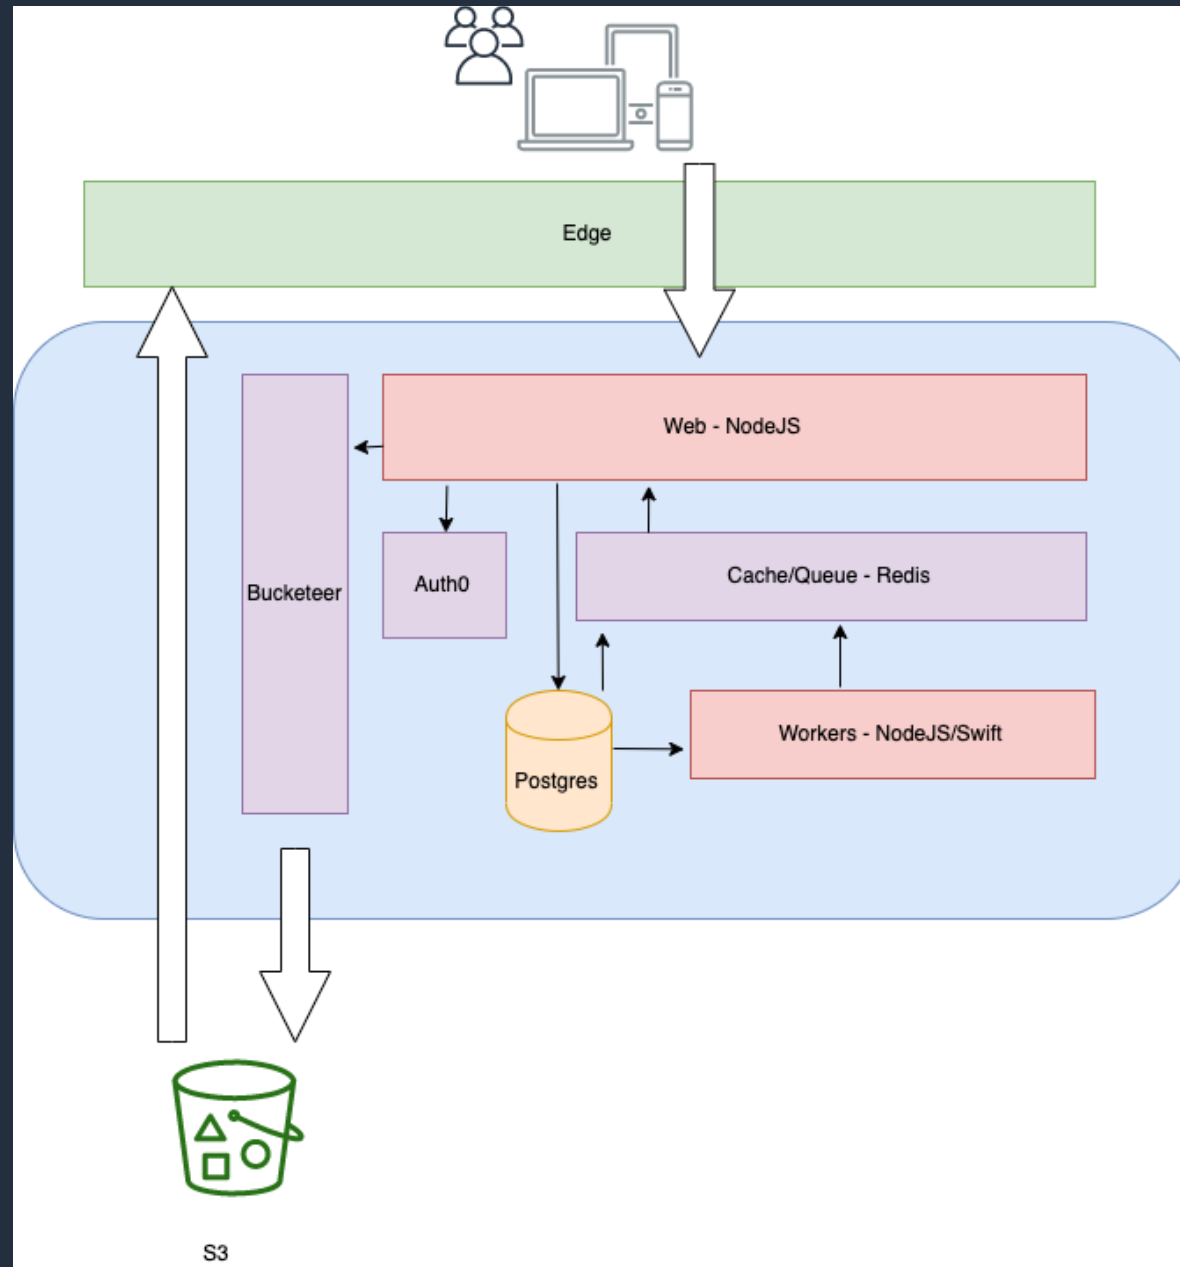 Edge
Web - NodeJS
Bucketeer
Auth0
Cache/Queue - Redis
Postgres
Workers - NodeJS/Swift
S3